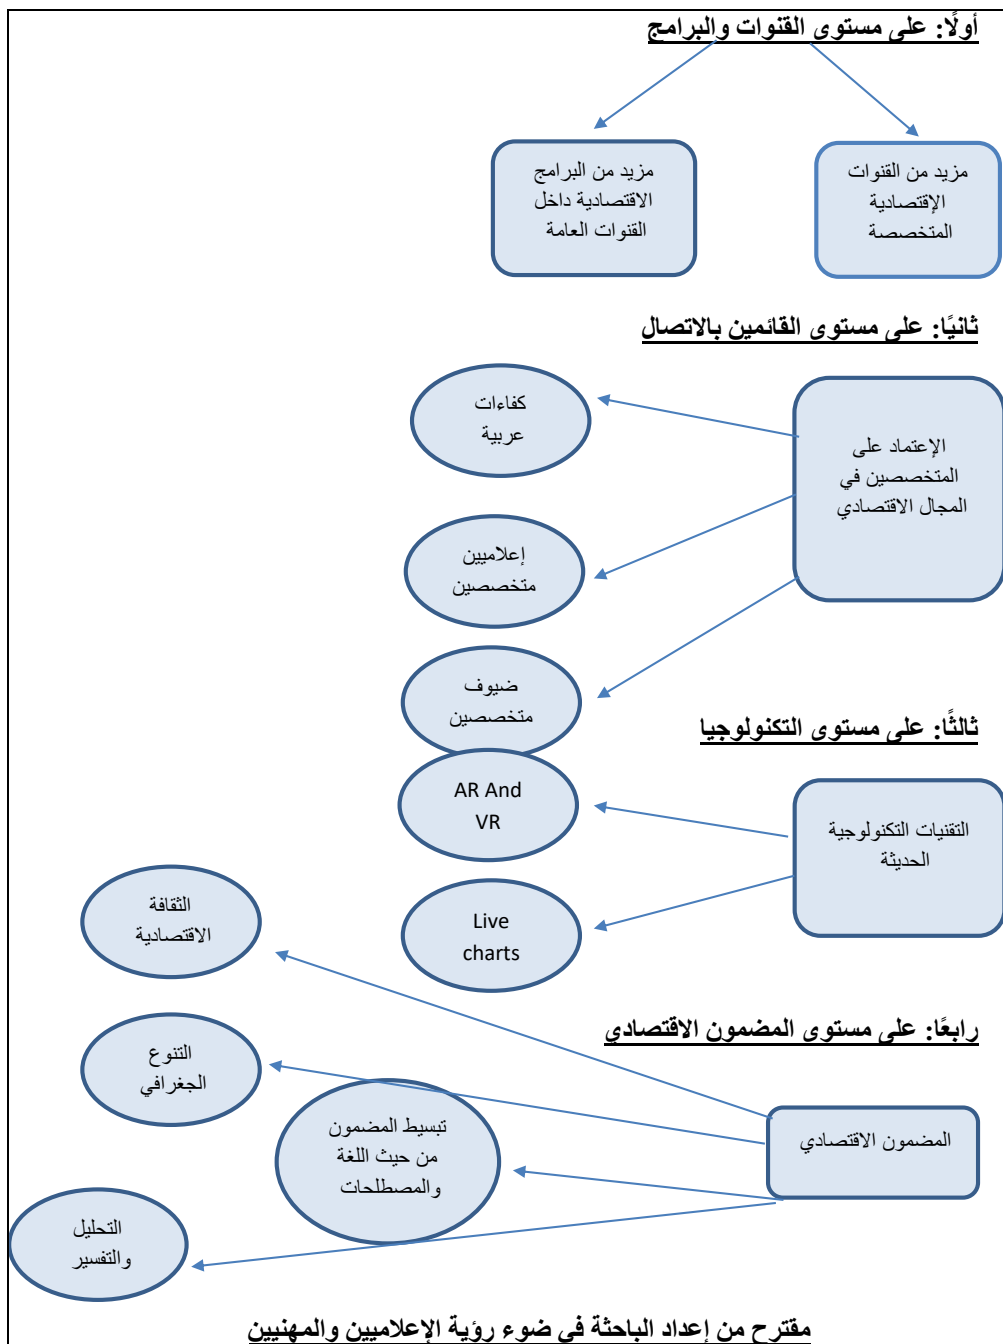 أولًا: على مستوى القنوات والبرامج
مزيد من القنوات
الإقتصادية
المتخصصة
مزيد من البرامج
الاقتصادية داخل
القنوات العامة
ثانيًا: على مستوى القائمين بالاتصال
الإعتماد على
المتخصصين في
المجال الاقتصادي
كفاءات
عربية
إعلاميين
متخصصين
ضيوف
متخصصين
ثالثًا: على مستوى التكنولوجيا
التقنيات التكنولوجية
الحديثة
AR And
VR
Live
charts
رابعًا: على مستوى المضمون الاقتصادي
المضمون الاقتصادي
الثقافة
الاقتصادية
التنوع
الجغرافي
تبسيط المضمون
من حيث اللغة
والمصطلحات
التحليل
والتفسير
مقترح من إعداد الباحثة في ضوء رؤية الإعلاميين والمهنيين